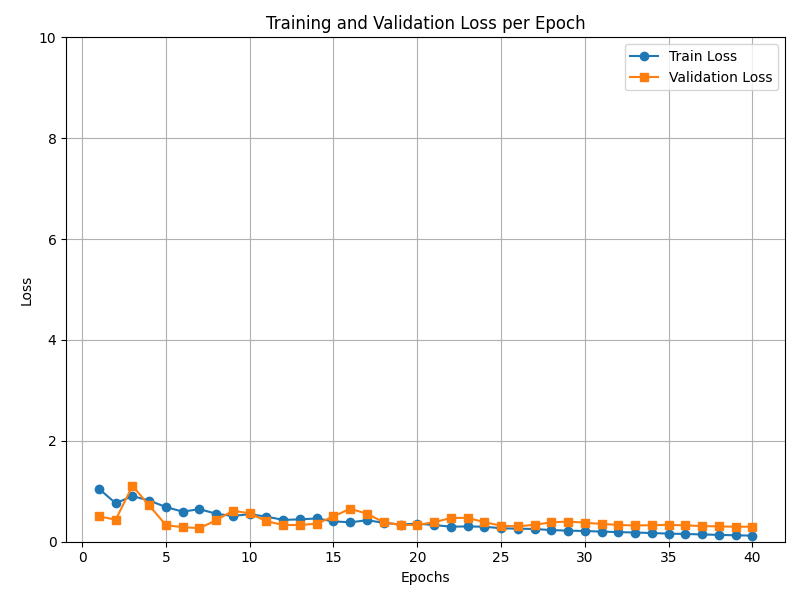 Training and Validation Loss per Epoch
Train Loss
Validation Loss
10
8
6
4
2
0
Loss
0 5 10 15 20 25 30 35 40
Epochs